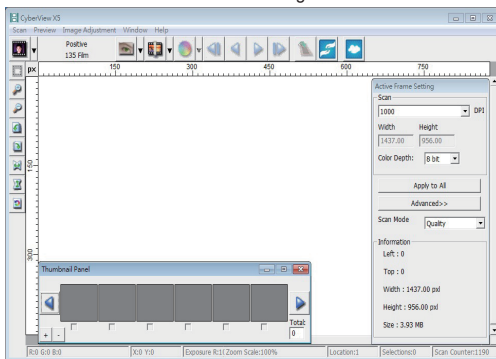 CyberView X5
Scan Preview Image Adjustment Window Help
Positive
135 Film
px 150 300 450 600 750
150
300
Active Frame Setting
Scan
1000 DPI
Width Height
1437.00 956.00
Color Depth: 8 bit
Apply to All
Advanced>>
Scan Mode Quality
Information
Left : 0
Top : 0
Width : 1437.00 pxl
Height : 956.00 pxl
Size : 3.93 MB
Thumbnail Panel
Total:
+ - 0
R:0 G:0 B:0 X:0 Y:0 Exposure R:1( Zoom Scale:100% Location:1 Selections:0 Scan Counter:1190